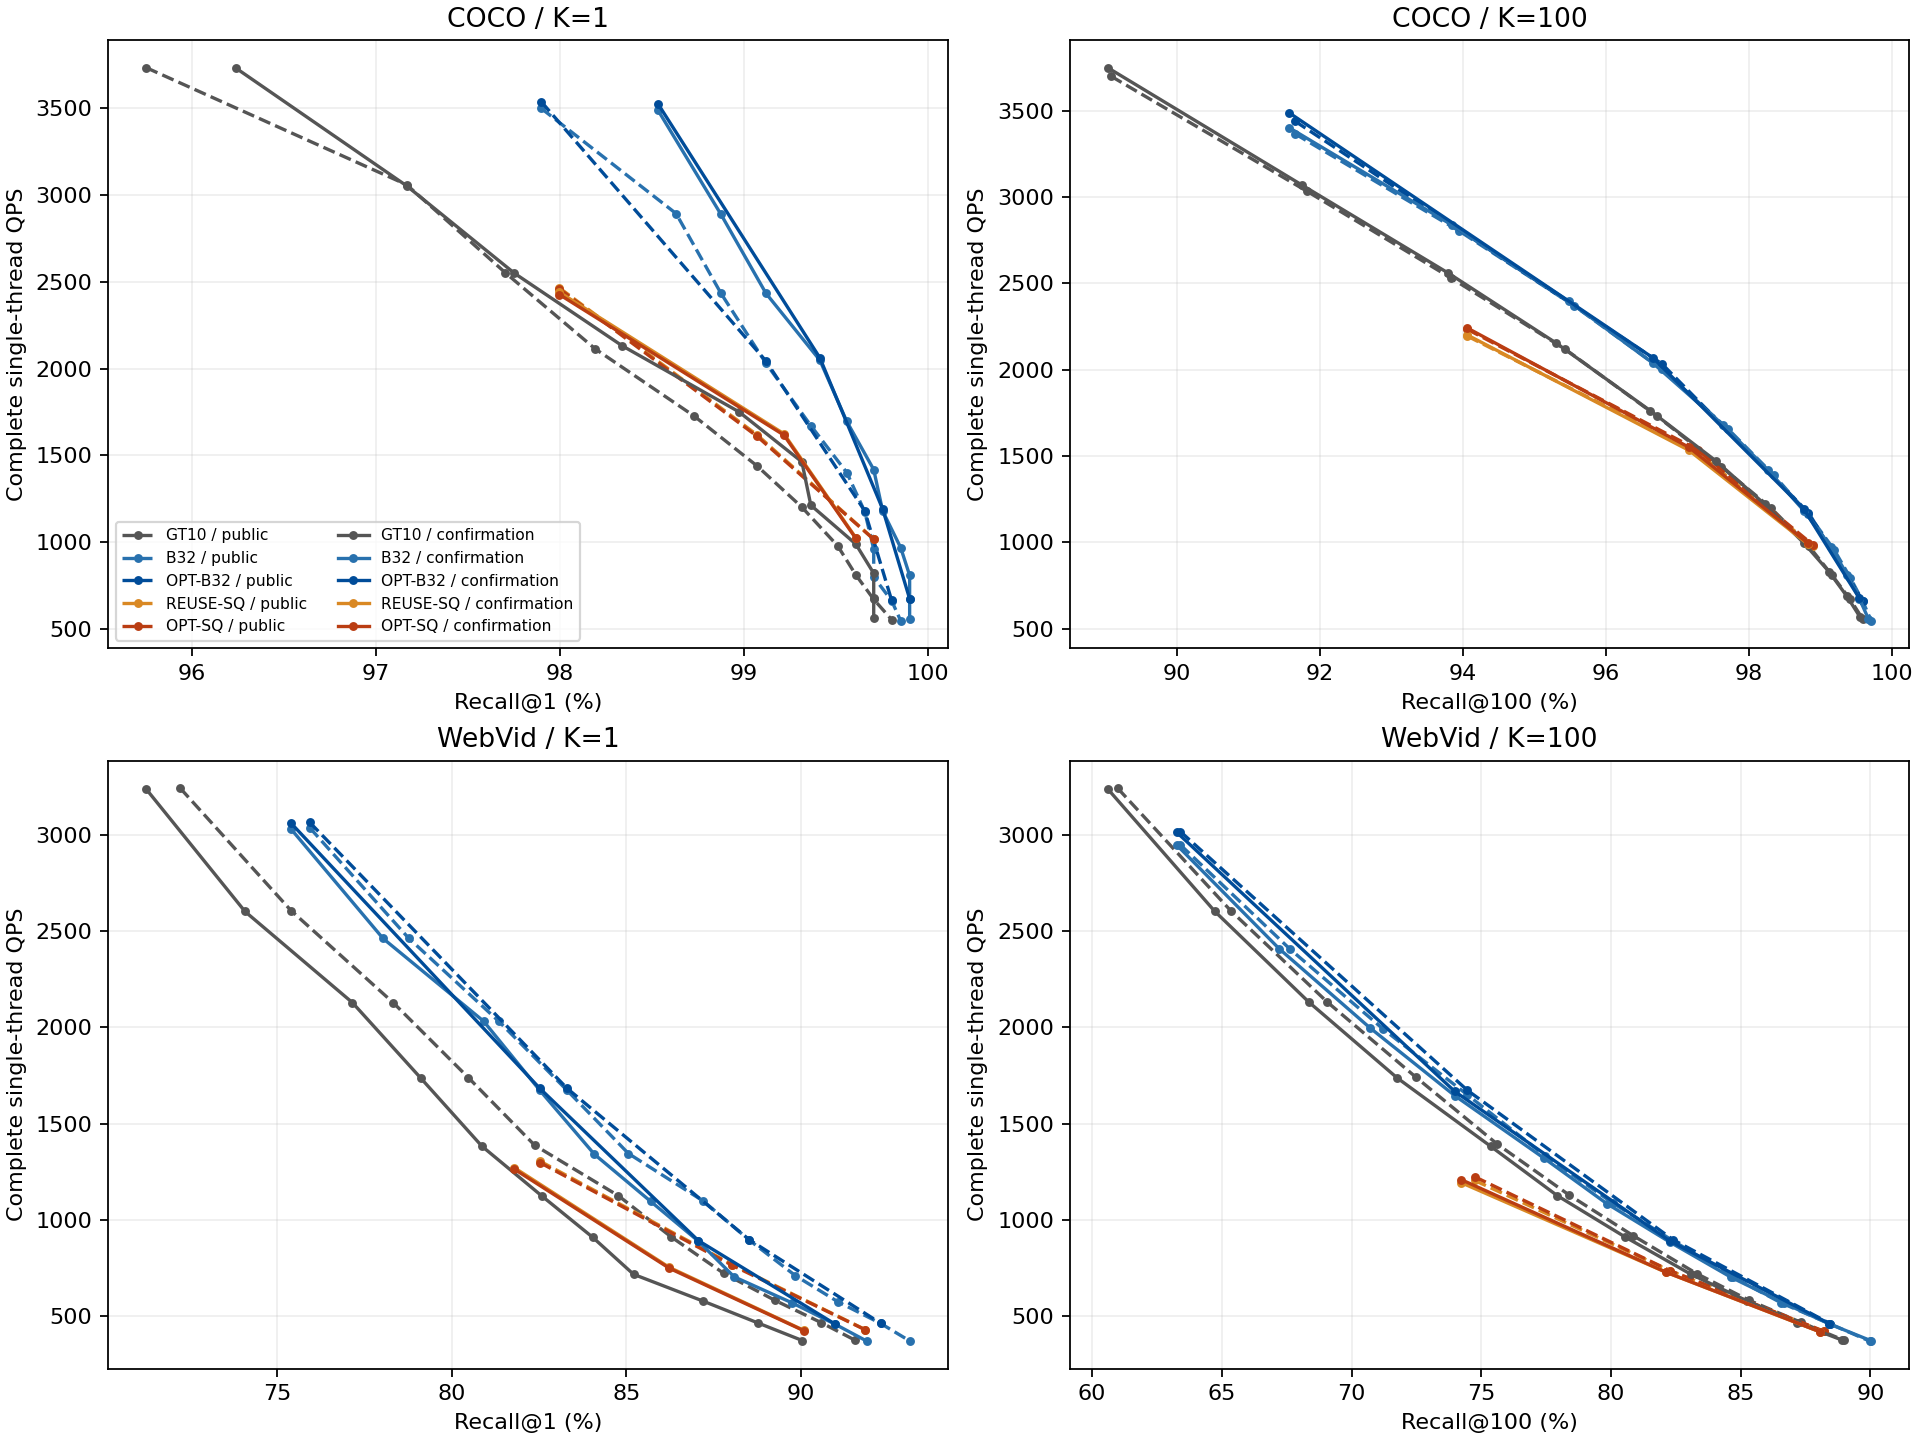 COCO / K=1
Complete single-thread QPS
3500
3000
2500
2000
1500
1000
500
GT10 / public
B32 / public
OPT-B32 / public
REUSE-SQ / public
OPT-SQ / public
GT10 / confirmation
B32 / confirmation
OPT-B32 / confirmation
REUSE-SQ / confirmation
OPT-SQ / confirmation
96 97 98 99 100
Recall@1 (%)
COCO / K=100
Complete single-thread QPS
3500
3000
2500
2000
1500
1000
500
90 92 94 96 98 100
Recall@100 (%)
WebVid / K=1
Complete single-thread QPS
3000
2500
2000
1500
1000
500
75 80 85 90
Recall@1 (%)
WebVid / K=100
Complete single-thread QPS
3000
2500
2000
1500
1000
500
60 65 70 75 80 85 90
Recall@100 (%)